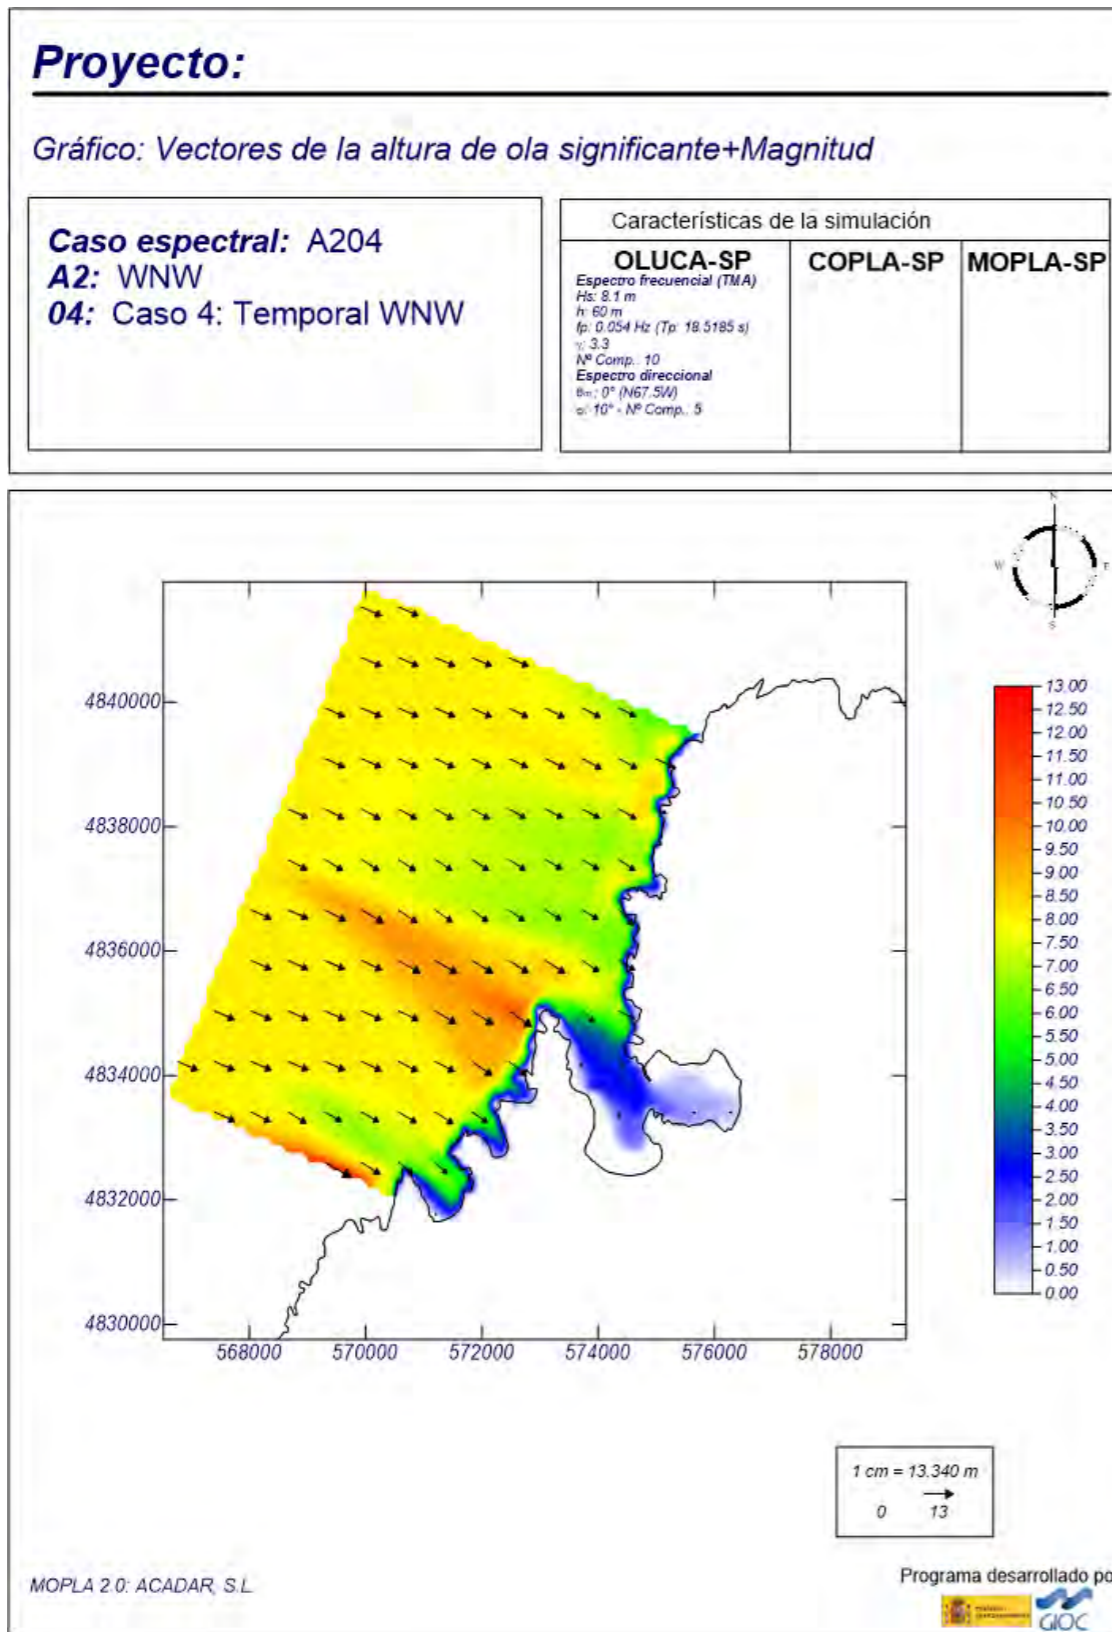 Proyecto:
Gráfico: Vectores de la altura de ola significante+Magnitud
Caso espectral: A204
A2: WNW
04: Caso 4: Temporal WNW
Características de la simulación
OLUCA-SP
COPLA-SP
MOPLA-SP
Espectro frecuencial (TMA)
Hs: 8.1 m
h: 60 m
fp: 0.054 Hz (Tp: 18.5185 s)
γ: 3.3
Nº Comp.: 10
Espectro direccional
θm: 0° (N67.5W)
σ: 10° - Nº Comp.: 5
N
W
E
S
4840000
4838000
4836000
4834000
4832000
4830000
568000
570000
572000
574000
576000
578000
13.00
12.50
12.00
11.50
11.00
10.50
10.00
9.50
9.00
8.50
8.00
7.50
7.00
6.50
6.00
5.50
5.00
4.50
4.00
3.50
3.00
2.50
2.00
1.50
1.00
0.50
0.00
1 cm = 13.340 m
0 13
MOPLA 2.0: ACADAR, S.L.
Programa desarrollado po
GIOC